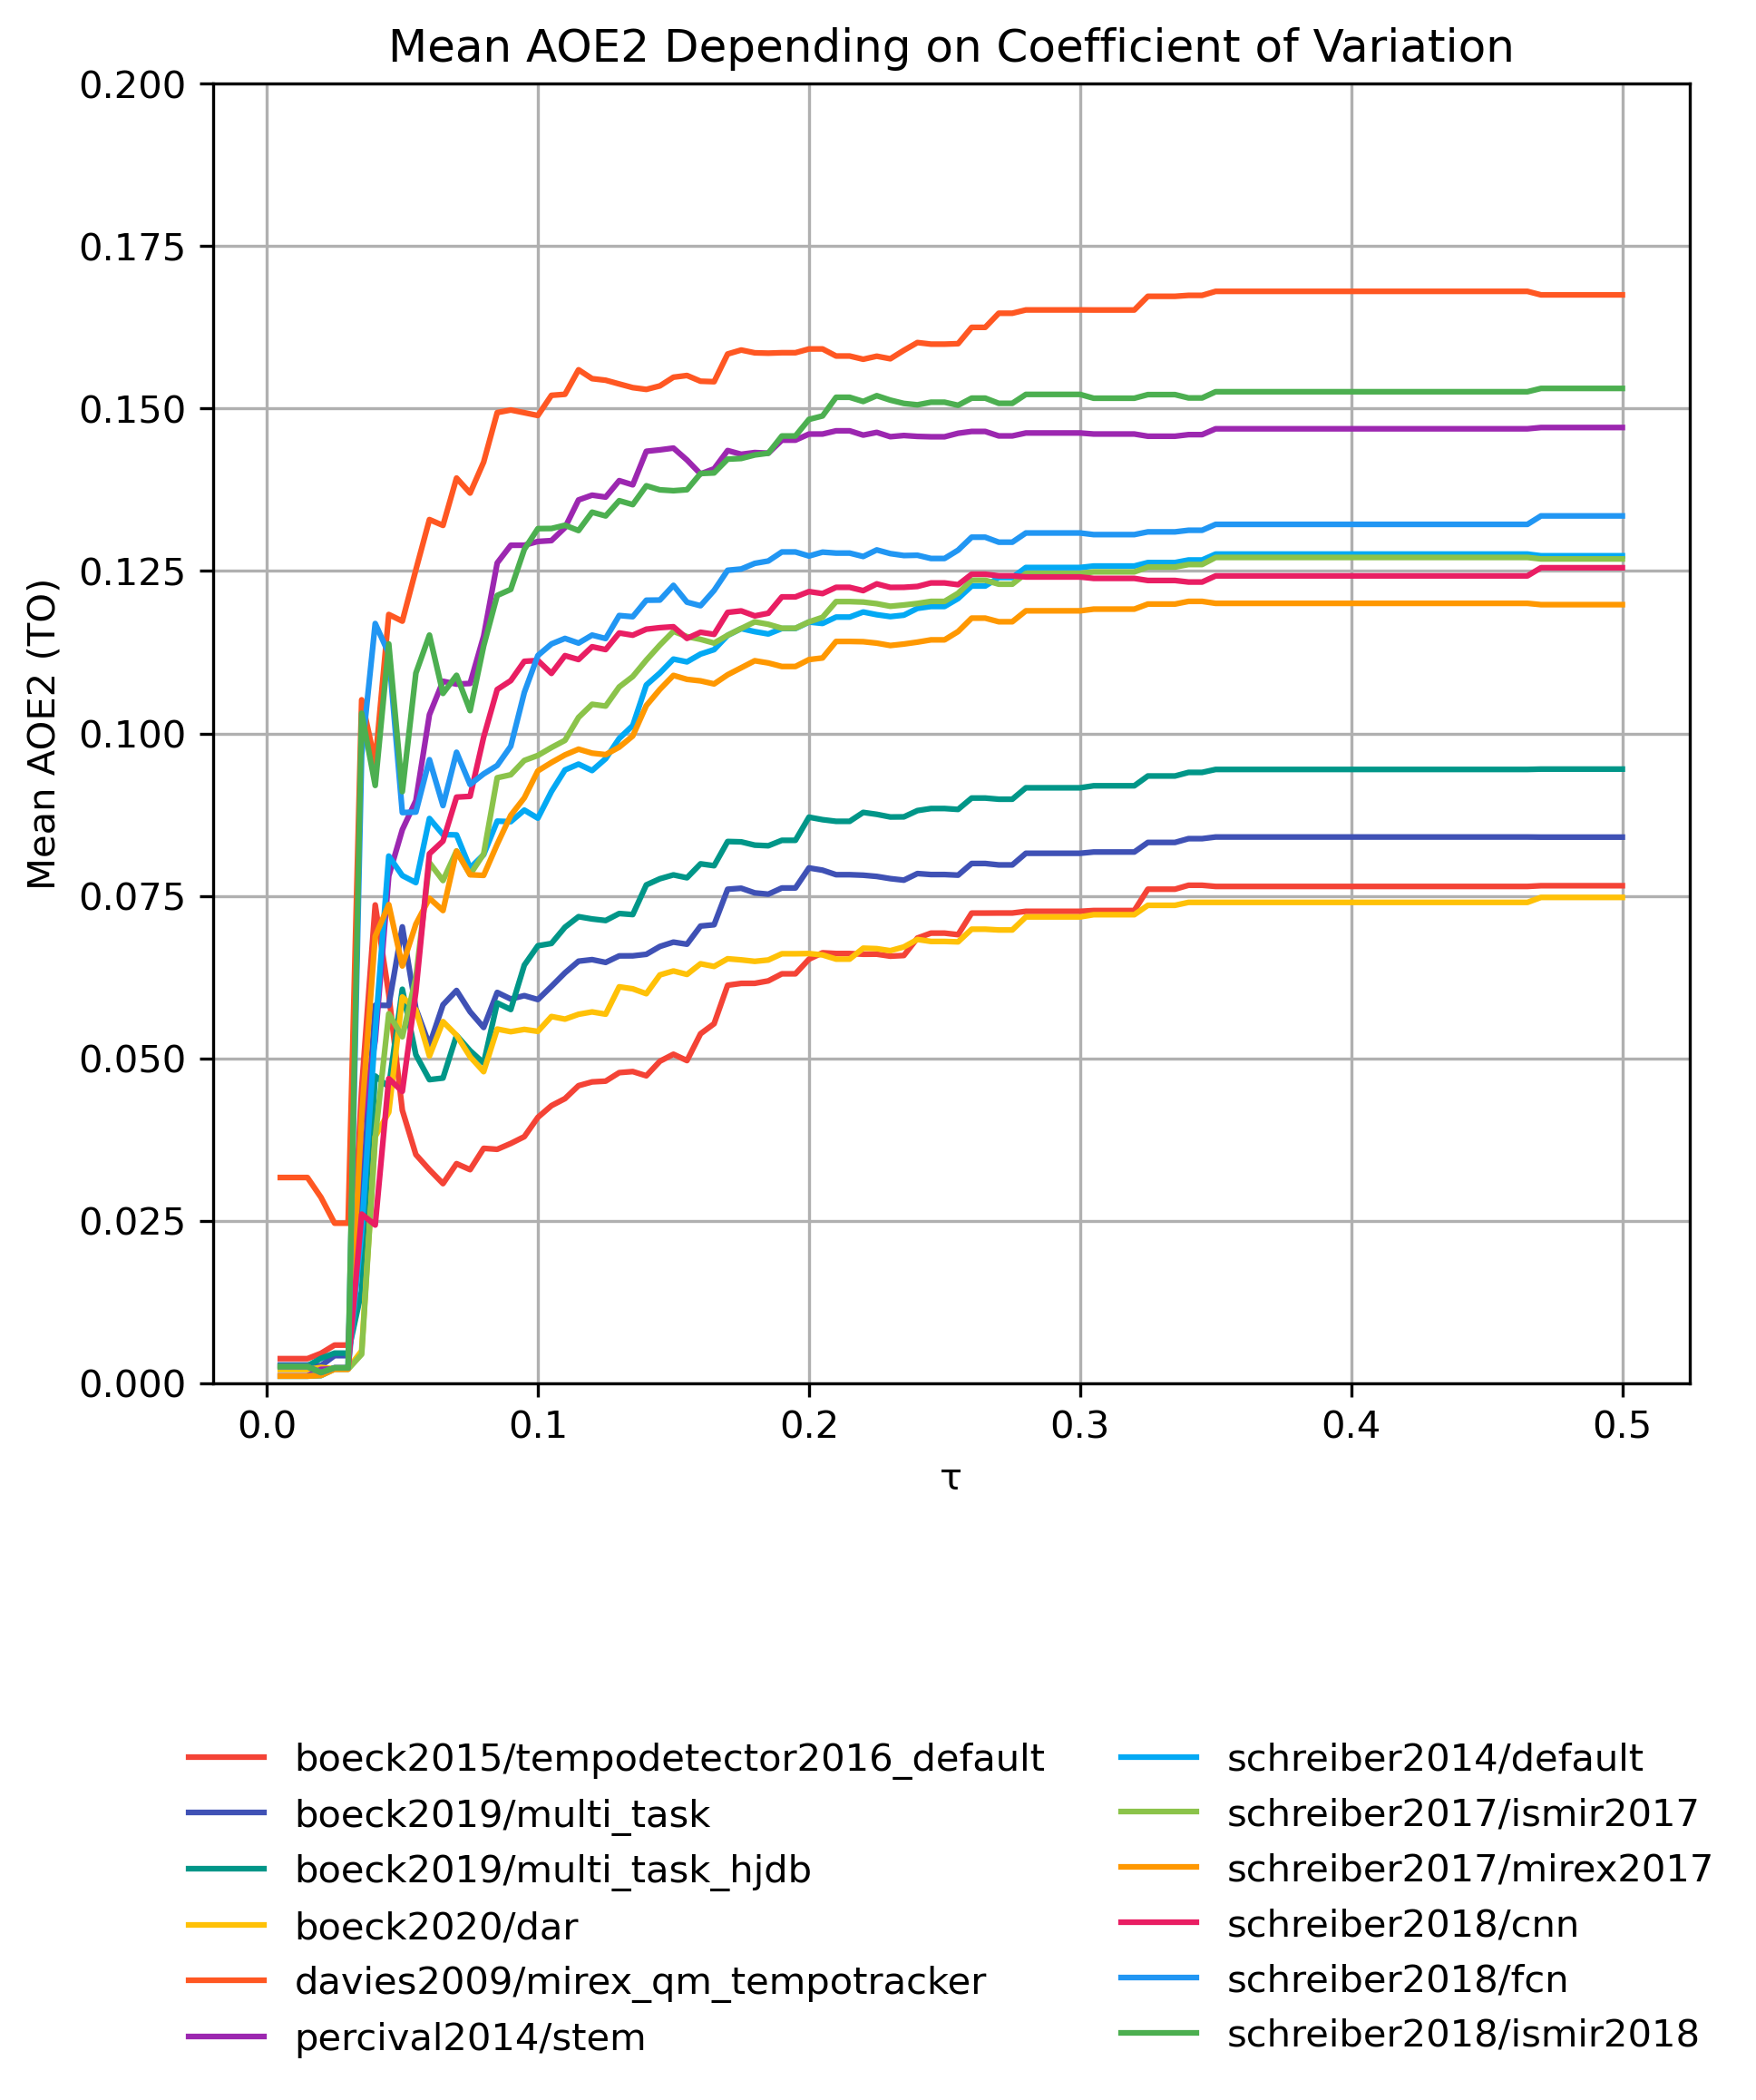 Mean AOE2 Depending on Coefficient of Variation
0.200
0.175
0.150
0.125
0.100
0.075
0.050
0.025
0.000
Mean AOE2 (TO)
0.0 0.1 0.2 0.3 0.4 0.5
τ
boeck2015/tempodetector2016_default
boeck2019/multi_task
boeck2019/multi_task_hjdb
boeck2020/dar
davies2009/mirex_qm_tempotracker
percival2014/stem
schreiber2014/default
schreiber2017/ismir2017
schreiber2017/mirex2017
schreiber2018/cnn
schreiber2018/fcn
schreiber2018/ismir2018